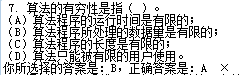 7. 算法的有穷性是指( )。
(A) 算法程序的运行时间是有限的;
(B) 算法程序所处理的数据量是有限的;
(C) 算法程序的长度是有限的;
(D) 算法只能被有限的用户使用。
你所选择的答案是: B; 正确答案是: A ×.